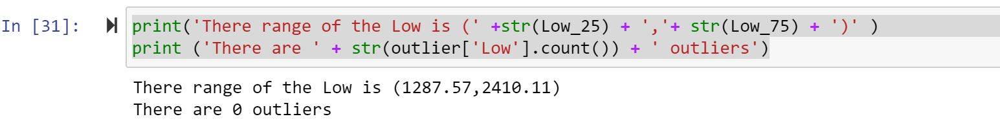 In [31]:
print('There range of the Low is (' +str(Low_25) + ','+ str(Low_75) + ')' )
print ('There are ' + str(outlier['Low'].count()) + ' outliers')
There range of the Low is (1287.57,2410.11)
There are 0 outliers